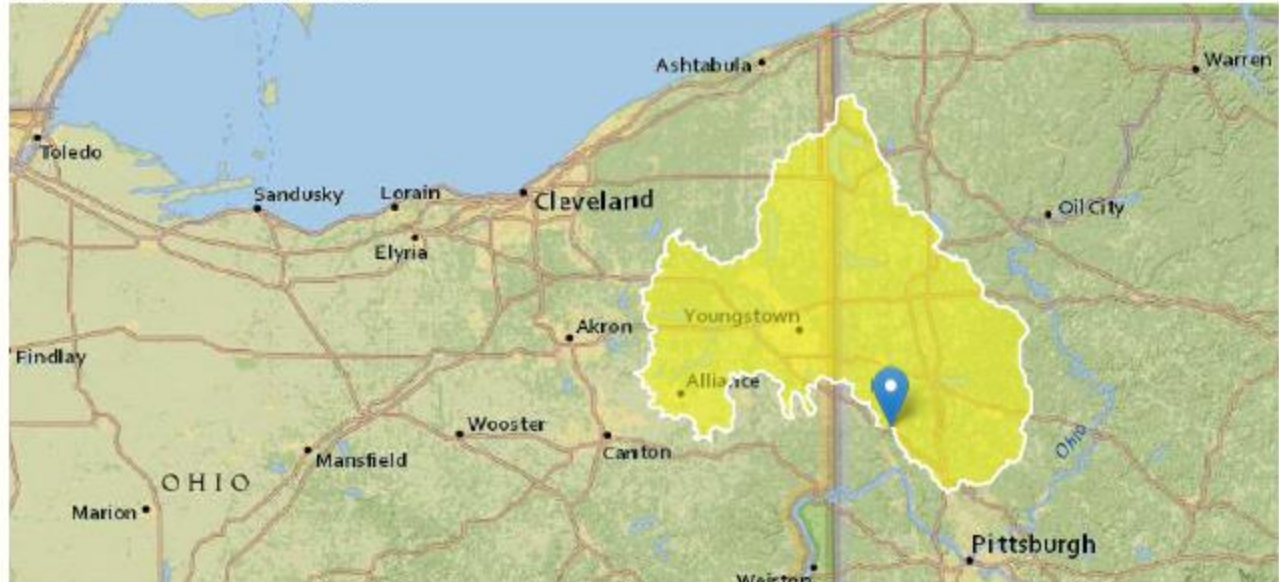 Ashtabula
Warren
Toledo
Sandusky
Lorain
Cleveland
Oil City
Elyria
Youngstown
Akron
Findlay
Alliance
Wooster
Canton
Ohio
Mansfield
OHIO
Marion
Pittsburgh